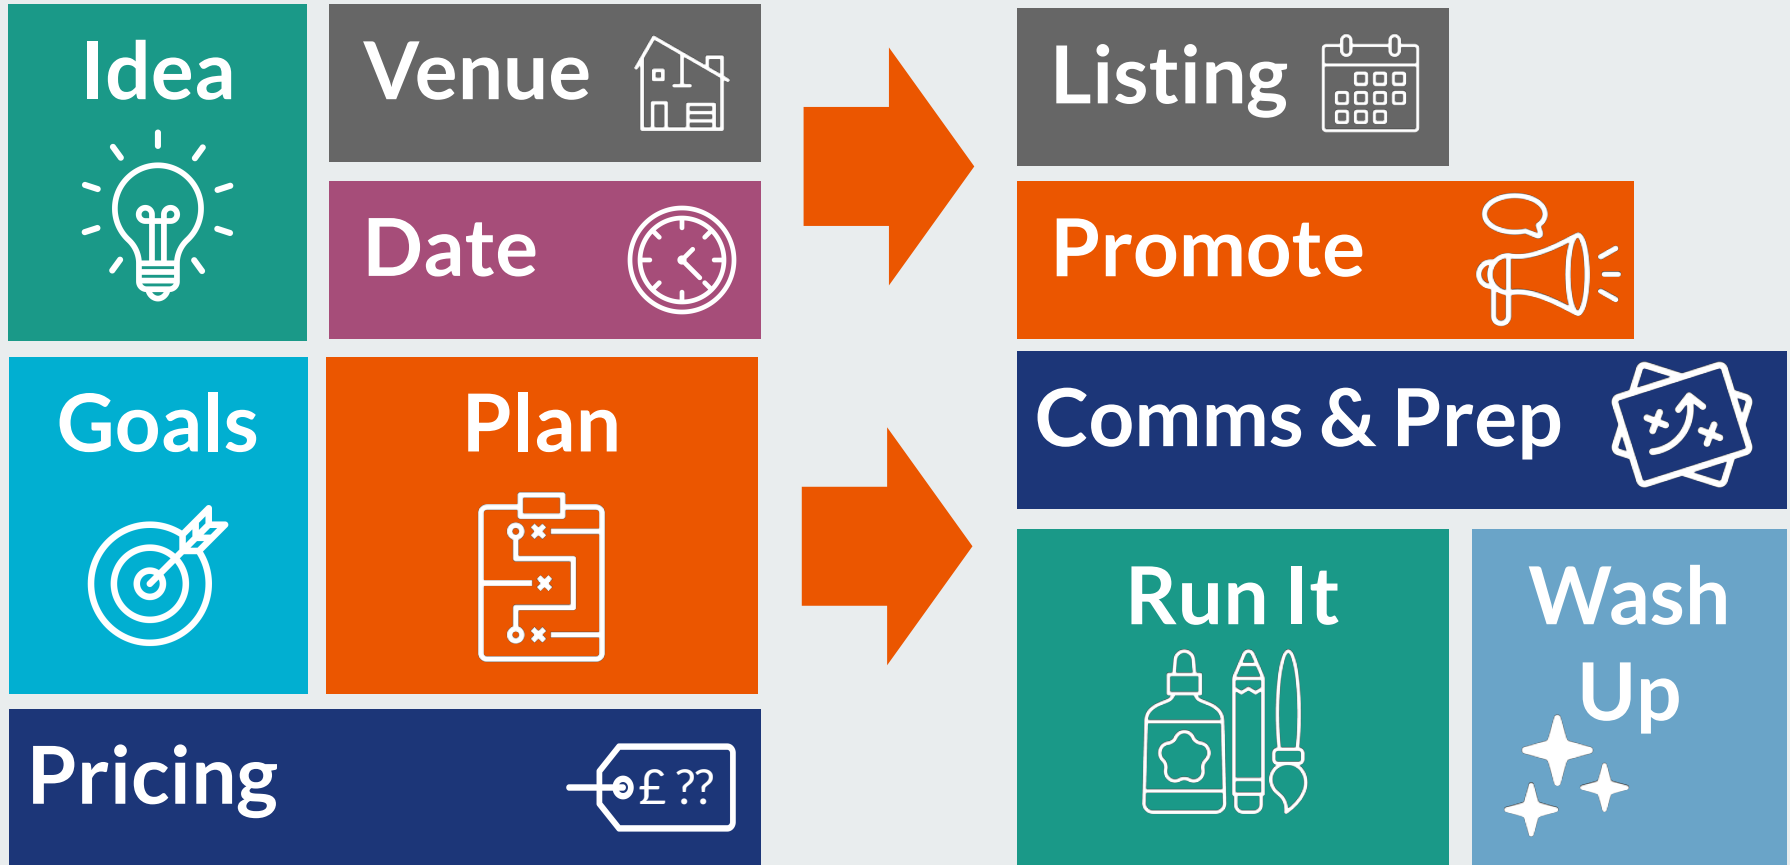 Idea
Venue
Date
Goals
Plan
Pricing
£ ??
Listing
Promote
Comms & Prep
Run It
Wash
Up